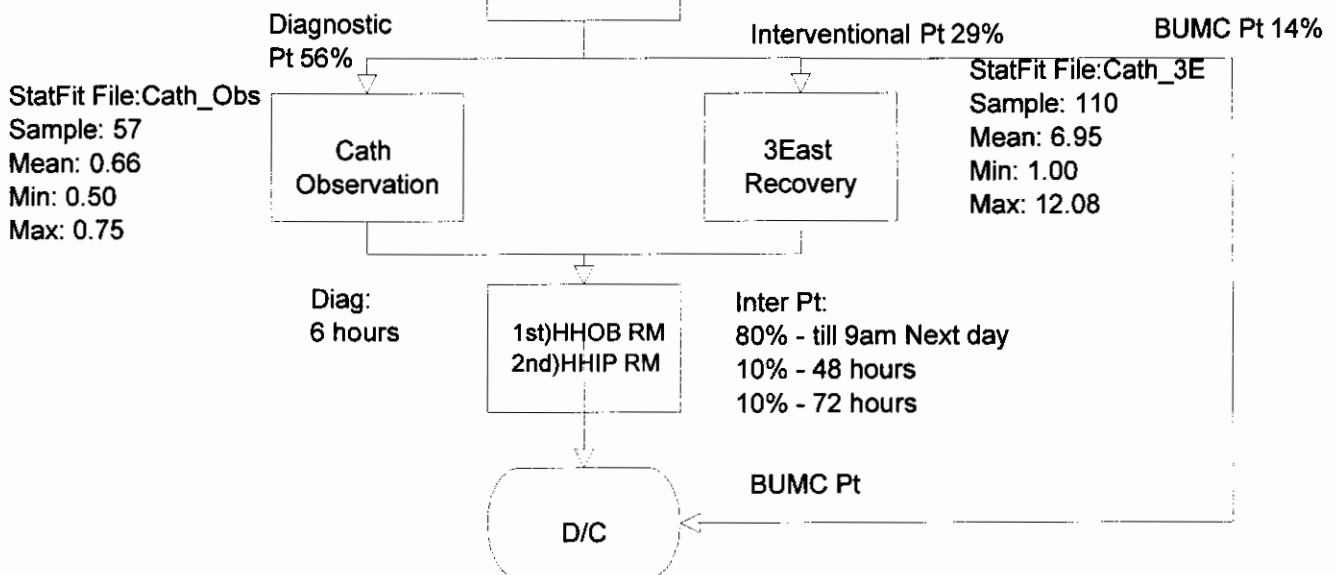 Diagnostic
Pt 56%
Interventional Pt 29%
BUMC Pt 14%
StatFit File:Cath_Obs
Sample: 57
Mean: 0.66
Min: 0.50
Max: 0.75
Cath
Observation
3East
Recovery
StatFit File:Cath_3E
Sample: 110
Mean: 6.95
Min: 1.00
Max: 12.08
Diag:
6 hours
1st)HHOB RM
2nd)HHIP RM
Inter Pt:
80% - till 9am Next day
10% - 48 hours
10% - 72 hours
BUMC Pt
D/C